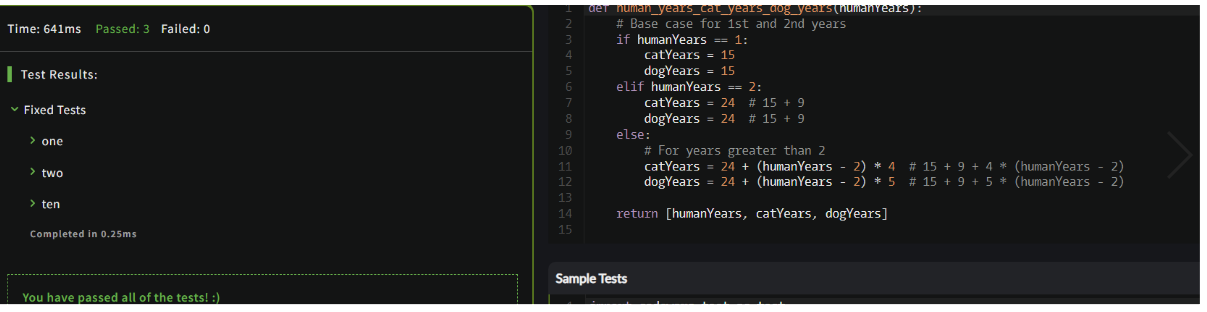 Time: 641ms Passed: 3 Failed: 0
Test Results:
Fixed Tests
one
two
ten
Completed in 0.25ms
You have passed all of the tests! :)
1 def human_years_cat_years_dog_years(humanYears):
2 # Base case for 1st and 2nd years
3 if humanYears == 1:
4 catYears = 15
5 dogYears = 15
6 elif humanYears == 2:
7 catYears = 24 # 15 + 9
8 dogYears = 24 # 15 + 9
9 else:
10 # For years greater than 2
11 catYears = 24 + (humanYears - 2) * 4 # 15 + 9 + 4 * (humanYears - 2)
12 dogYears = 24 + (humanYears - 2) * 5 # 15 + 9 + 5 * (humanYears - 2)
13
14 return [humanYears, catYears, dogYears]
15
Sample Tests